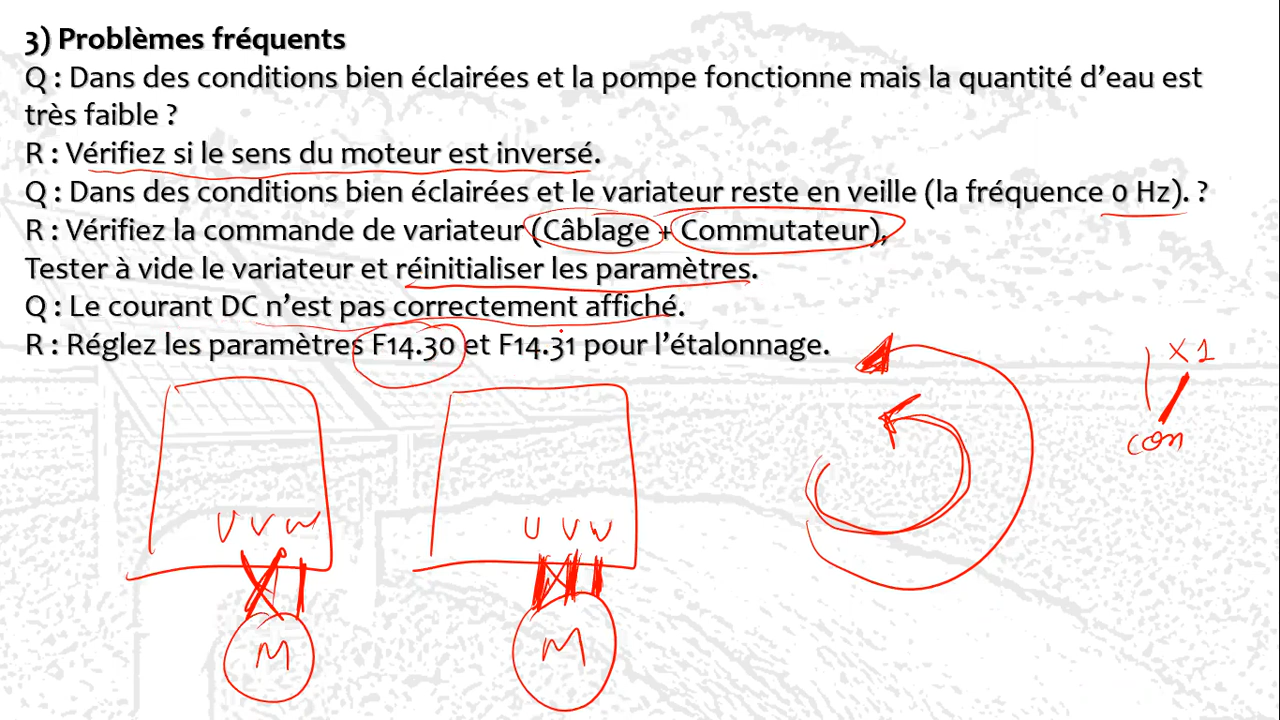 3) Problèmes fréquents
Q : Dans des conditions bien éclairées et la pompe fonctionne mais la quantité d’eau est
très faible ?
R : Vérifiez si le sens du moteur est inversé.
Q : Dans des conditions bien éclairées et le variateur reste en veille (la fréquence 0 Hz). ?
R : Vérifiez la commande de variateur (Câblage + Commutateur),
Tester à vide le variateur et réinitialiser les paramètres.
Q : Le courant DC n’est pas correctement affiché.
R : Réglez les paramètres F14.30 et F14.31 pour l’étalonnage.
X1
com
U V W
U V W
M
M